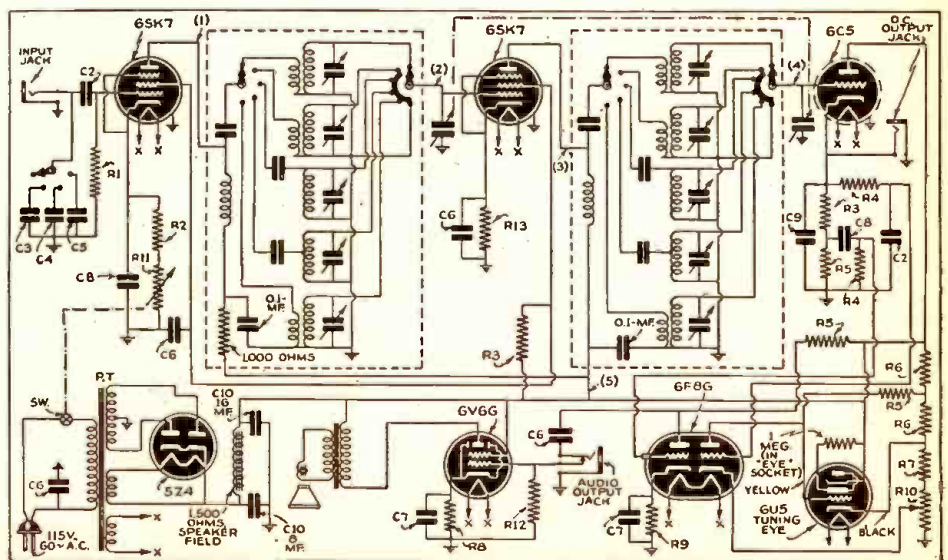 6SK7
(1)
INPUT
JACK
C2
R1
C3
C4
C5
X X
R2
R11
C8
C6
0.1-
MF.
1,000 OHMS
(2)
6SK7
X X
C6
R13
(3)
R3
0.1-MF.
(5)
(4)
6C5
D.C.
OUTPUT
JACK
X X
R4
R3
C9
C8
R5
R4
C2
R5
R6
R5
R6
R7
R10
SW.
P.T.
C6
115V.
60~A.C.
5Z4
X
X
C10
16
MF.
1,500
OHMS
SPEAKER
FIELD
C10
8
MF.
6V6G
C7
R8
R12
C6
AUDIO OUTPUT
JACK
6F8G
C7
R9
1
MEG.
(IN
"EYE"
SOCKET)
YELLOW
6U5
TUNING
EYE
BLACK
X
X